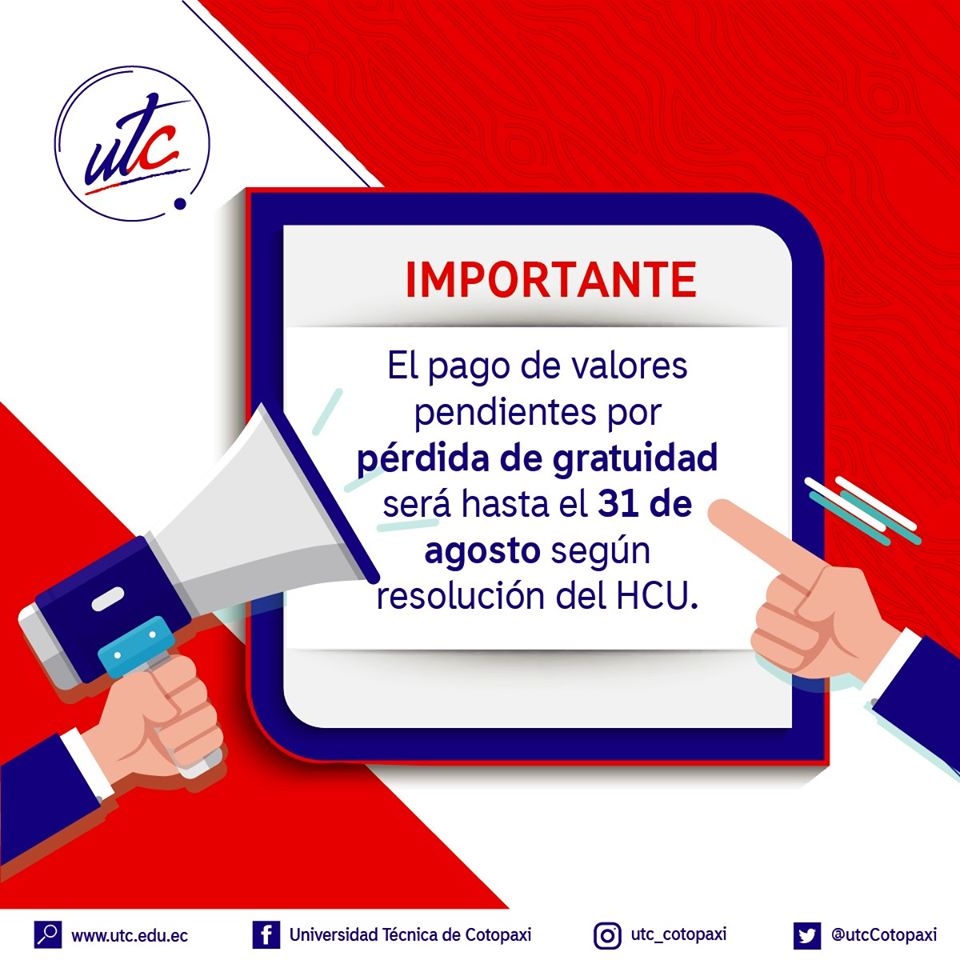 utc
IMPORTANTE
El pago de valores
pendientes por
pérdida de gratuidad
será hasta el 31 de
agosto según
resolución del HCU.
www.utc.edu.ec
Universidad Técnica de Cotopaxi
utc_cotopaxi
@utcCotopaxi